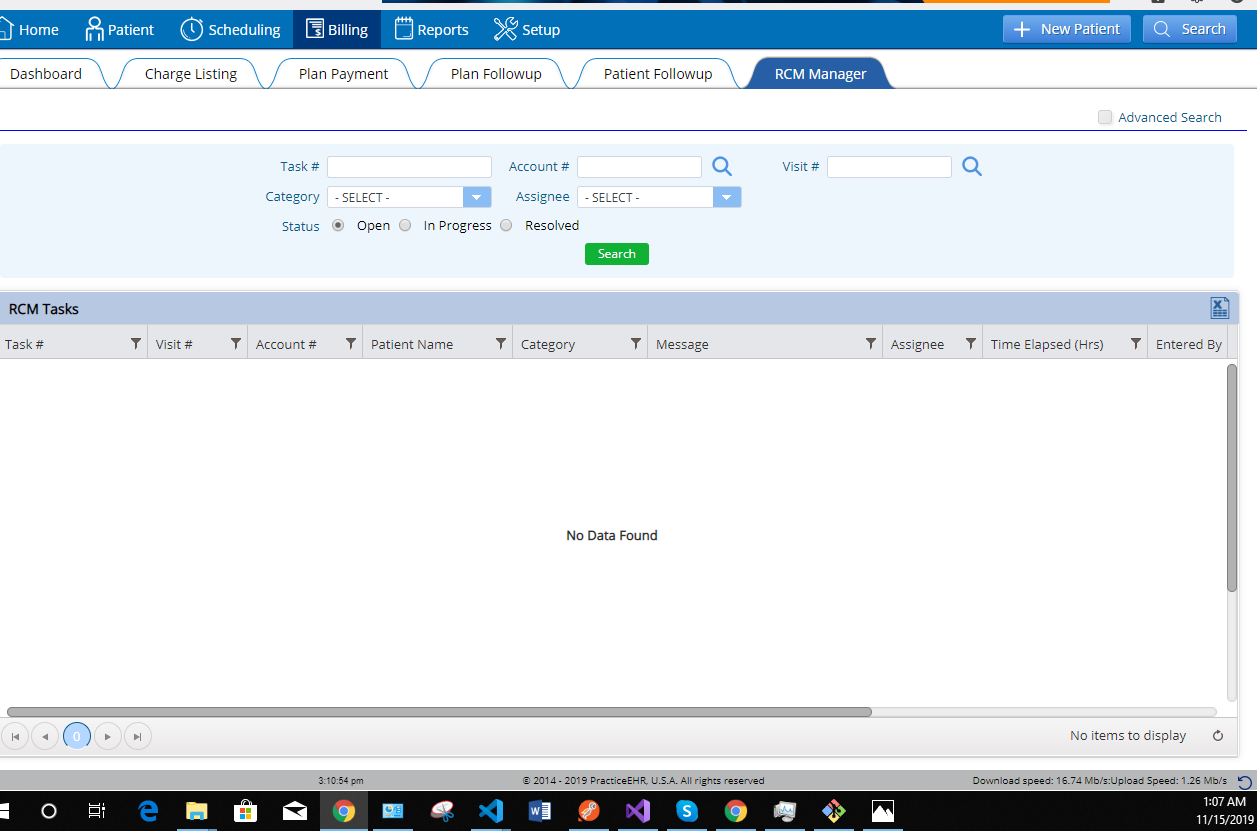 Home Patient Scheduling Billing Reports Setup New Patient Search
Dashboard Charge Listing Plan Payment Plan Followup Patient Followup RCM Manager
Advanced Search
Task # Account # Visit #
Category - SELECT - Assignee - SELECT -
Status Open In Progress Resolved
Search
RCM Tasks
Task # Visit # Account # Patient Name Category Message Assignee Time Elapsed (Hrs) Entered By
No Data Found
0 No items to display
3:10:54 pm © 2014 - 2019 PracticeEHR, U.S.A. All rights reserved Download speed: 16.74 Mb/s:Upload Speed: 1.26 Mb/s
1:07 AM
11/15/2019